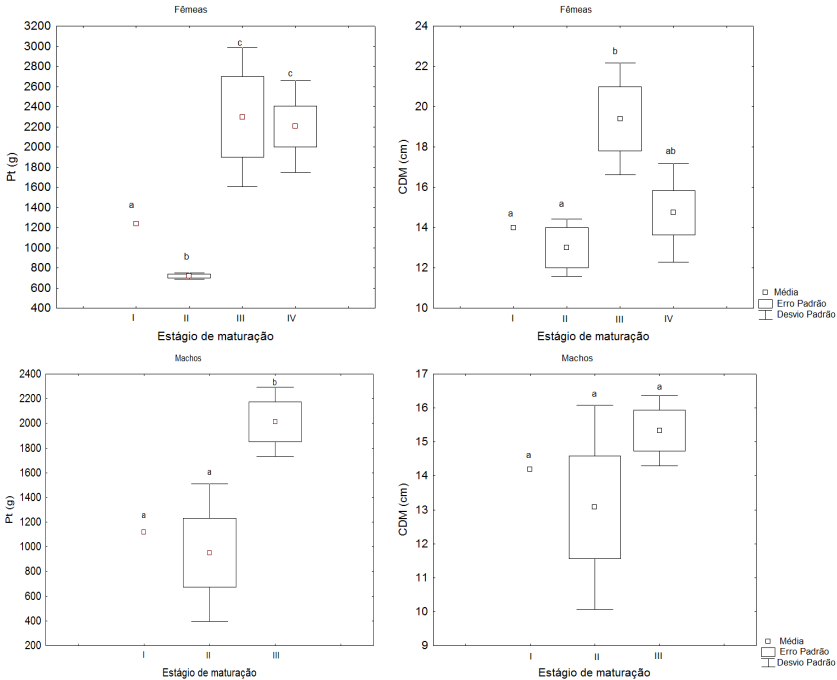 Fêmeas
Pt (g)
3200
3000
2800
2600
2400
2200
2000
1800
1600
1400
1200
1000
800
600
400
a
b
c
c
I
II
III
IV
Estágio de maturação
Fêmeas
CDM (cm)
24
22
20
18
16
14
12
10
a
a
b
ab
I
II
III
IV
Estágio de maturação
Média
Erro Padrão
Desvio Padrão
Machos
Pt (g)
2400
2200
2000
1800
1600
1400
1200
1000
800
600
400
200
a
a
b
I
II
III
Estágio de maturação
Machos
CDM (cm)
17
16
15
14
13
12
11
10
9
a
a
a
I
II
III
Estágio de maturação
Média
Erro Padrão
Desvio Padrão